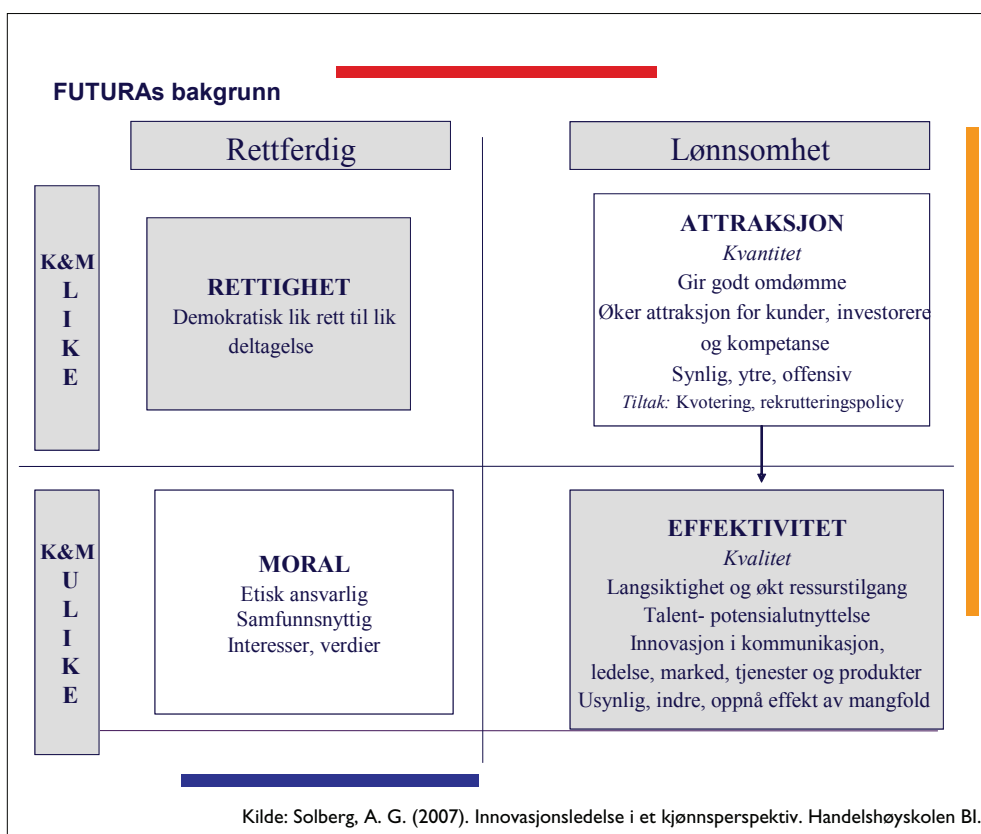 FUTURAs bakgrunn
Rettferdig
Lønnsomhet
K&M
L
I
K
E
RETTIGHET
Demokratisk lik rett til lik
deltagelse
ATTRAKSJON
Kvantitet
Gir godt omdømme
Øker attraksjon for kunder, investorere
og kompetanse
Synlig, ytre, offensiv
Tiltak: Kvotering, rekrutteringspolicy
K&M
U
L
I
K
E
MORAL
Etisk ansvarlig
Samfunnsnyttig
Interesser, verdier
EFFEKTIVITET
Kvalitet
Langsiktighet og økt ressurstilgang
Talent- potensialutnyttelse
Innovasjon i kommunikasjon,
ledelse, marked, tjenester og produkter
Usynlig, indre, oppnå effekt av mangfold
Kilde: Solberg, A. G. (2007). Innovasjonsledelse i et kjønnsperspektiv. Handelshøyskolen BI.